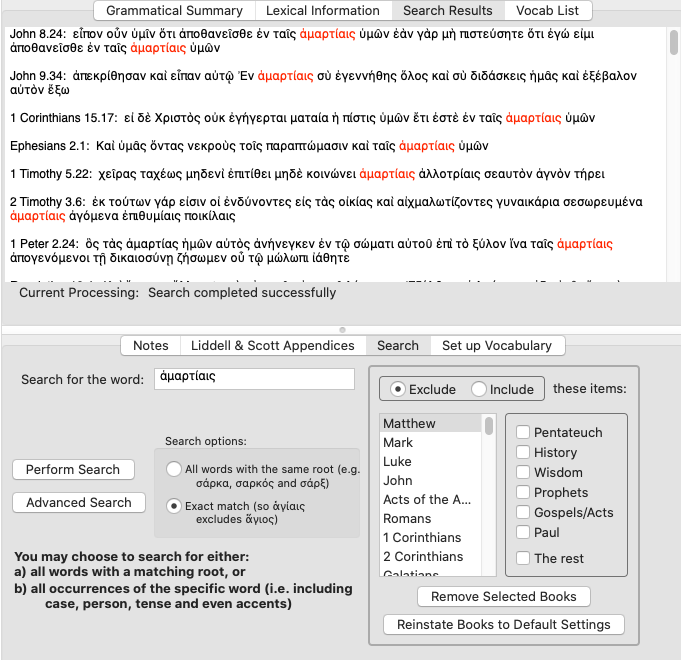 Grammatical Summary Lexical Information Search Results Vocab List
John 8.24: εἶπον οὖν ὑμῖν ὅτι ἀποθανεῖσθε ἐν ταῖς ἁμαρτίαις ὑμῶν ἐὰν γὰρ μὴ πιστεύσητε ὅτι ἐγώ εἰμι
ἀποθανεῖσθε ἐν ταῖς ἁμαρτίαις ὑμῶν
John 9.34: ἀπεκρίθησαν καὶ εἶπαν αὐτῷ Ἐν ἁμαρτίαις σὺ ἐγεννήθης ὅλος καὶ σὺ διδάσκεις ἡμᾶς καὶ ἐξέβαλον
αὐτὸν ἔξω
1 Corinthians 15.17: εἰ δὲ Χριστὸς οὐκ ἐγήγερται ματαία ἡ πίστις ὑμῶν ἔτι ἐστὲ ἐν ταῖς ἁμαρτίαις ὑμῶν
Ephesians 2.1: Καὶ ὑμᾶς ὄντας νεκροὺς τοῖς παραπτώμασιν καὶ ταῖς ἁμαρτίαις ὑμῶν
1 Timothy 5.22: χεῖρας ταχέως μηδενὶ ἐπιτίθει μηδὲ κοινώνει ἁμαρτίαις ἀλλοτρίαις σεαυτὸν ἁγνὸν τήρει
2 Timothy 3.6: ἐκ τούτων γάρ εἰσιν οἱ ἐνδύνοντες εἰς τὰς οἰκίας καὶ αἰχμαλωτίζοντες γυναικάρια σεσωρευμένα
ἁμαρτίαις ἀγόμενα ἐπιθυμίαις ποικίλαις
1 Peter 2.24: ὃς τὰς ἁμαρτίας ἡμῶν αὐτὸς ἀνήνεγκεν ἐν τῷ σώματι αὐτοῦ ἐπὶ τὸ ξύλον ἵνα ταῖς ἁμαρτίαις
ἀπογενόμενοι τῇ δικαιοσύνῃ ζήσωμεν οὗ τῷ μώλωπι ἰάθητε
Current Processing: Search completed successfully
Notes Liddell & Scott Appendices Search Set up Vocabulary
Search for the word: ἁμαρτίαις
Exclude Include these items:
Search options:
All words with the same root (e.g.
σάρκα, σαρκός and σάρξ)
Exact match (so ἁγίαις
excludes ἅγιος)
Perform Search
Advanced Search
You may choose to search for either:
a) all words with a matching root, or
b) all occurrences of the specific word (i.e. including
case, person, tense and even accents)
Matthew
Mark
Luke
John
Acts of the A...
Romans
1 Corinthians
2 Corinthians
Galatians
Pentateuch
History
Wisdom
Prophets
Gospels/Acts
Paul
The rest
Remove Selected Books
Reinstate Books to Default Settings